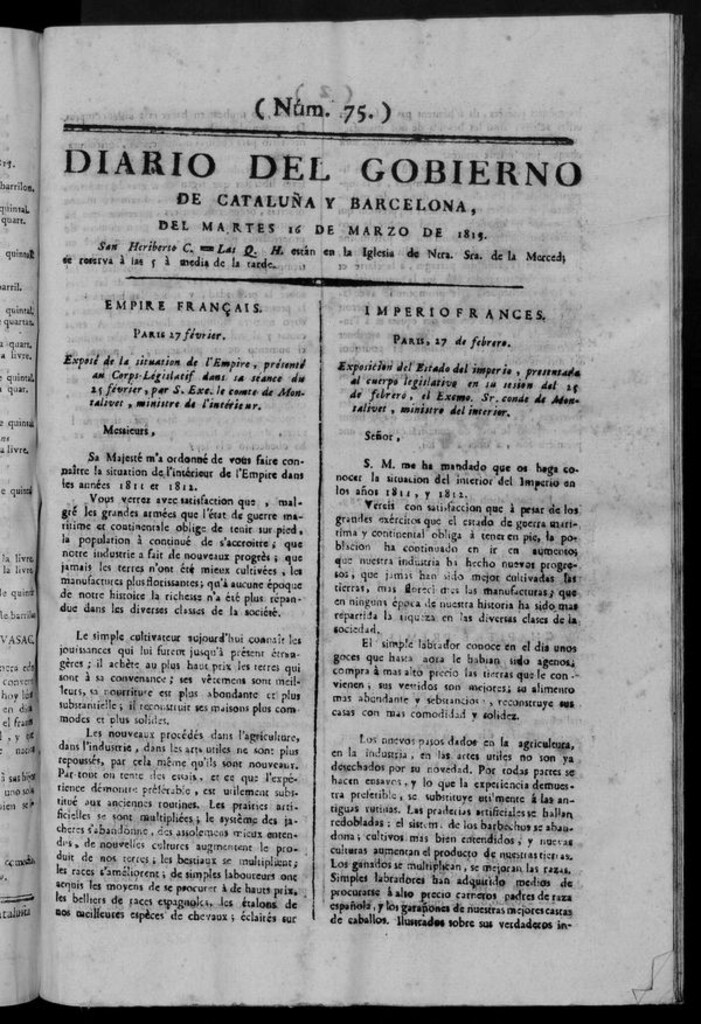 ( Núm. 75. )
DIARIO DEL GOBIERNO
DE CATALUÑA Y BARCELONA,
DEL MARTES 16 DE MARZO DE 1813.
San Heriberto C. = Las Q. H. están en la Iglesia de Ntra. Sra. de la Merced;
se reserva à las 5 à media de la tarde.
EMPIRE FRANÇAIS.
PARIS 27 février.
Exposé de la situation de l'Empire, présenté
au Corps-Législatif dans sa séance du
25 février, par S. Exc. le comte de Mon-
talivet, ministre de l'intérieur.
Messieurs,
Sa Majesté m'a ordonné de vous faire con-
naître la situation de l'intérieur de l'Empire
dans les années 1811 et 1812.
Vous verrez avec satisfaction que, mal-
gré les grandes armées que l'état de guerre ma-
ritime et continentale oblige de tenir sur pied,
la population à continué de s'accroitre; que
notre industrie a fait de nouveaux progrès; que
jamais les terres n'ont été mieux cultivées, les
manufactures plus florissantes; qu'à aucune époque
de notre histoire la richesse n'a été plus répan-
due dans les diverses classes de la société.
Le simple cultivateur aujourd'hui connaît les
jouissances qui lui furent jusqu'à présent étran-
gères; il achète au plus haut prix les terres qui
sont à sa convenance; ses vêtemens sont meil-
leurs, sa nourriture est plus abondante et plus
substantielle; il reconstruit ses maisons plus com-
modes et plus solides.
Les nouveaux procédés dans l'agriculture,
dans l'industrie, dans les arts utiles ne sont plus
repoussés, par cela même qu'ils sont nouveaux.
Par-tout on tente des essais, et ce que l'expé-
rience démontre préférable, est utilement subs-
titué aux anciennes routines. Les prairies arti-
ficielles se sont multipliées; le système des ja-
cheres s'abandonne, des assolemens mieux enten-
dus, de nouvelles cultures augmentent le pro-
duit de nos terres; les bestiaux se multiplient;
les races s'améliorent; de simples laboureurs ont
acquis les moyens de se procurer à de hauts prix,
les belliers de races espagnoles, les étalons de
nos meilleures espèces de chevaux; éclairés sur
IMPERIO FRANCES.
PARIS, 27 de febrero.
Exposicion del Estado del imperio, presentada
al cuerpo legislativo en su sesion del 25
de febrero, el Exemo. Sr. conde de Mon-
talivet, ministro del interior.
Señor,
S. M. me ha mandado que os haga co-
nocer la situacion del interior del Imperio en
los años 1811, y 1812.
Vereis con satisfaccion que à pesar de los
grandes exércitos que el estado de guerra marí-
tima y continental obliga á tener en pie, la po-
blacion ha continuado en ir en aumento;
que nuestra industria ha hecho nuevos progre-
sos, que jamas han sido mejor cultivadas las
tierras, mas florecientes las manufacturas; que
en ninguna época de nuestra historia ha sido mas
repartida la riqueza en las diversas clases de la
sociedad.
El simple labrador conoce en el dia unos
goces que hasta aora le habian sido agenos;
compra á mas alto precio las tierras que le con-
vienen; sus vestidos son mejores; su alimento
mas abundante y sebstancios, reconstruye sus
casas con mas comodidad y solidez.
Los nuevos pasos dados en la agricultura,
en la industria, en las artes utiles no son ya
desechados por su novedad. Por todas partes se
hacen ensayos, y lo que la experiencia demues-
tra preferible, se substituye utilmente á las an-
tiguas rutinas. Las praderias artificiales se hallan
redobladas; el sistema de los barbechos se aban-
dona; cultivos mas bien entendidos, y nuevas
culturas aumentan el producto de nuestras tierras.
Los ganados se multiplican, se mejoran las razas.
Simples labradores han adquirido medios de
procurarse á alto precio carneros padres de raza
española, y los garañones de nuestras mejores castas
de caballos. Ilustrados sobre sus verdaderos in-